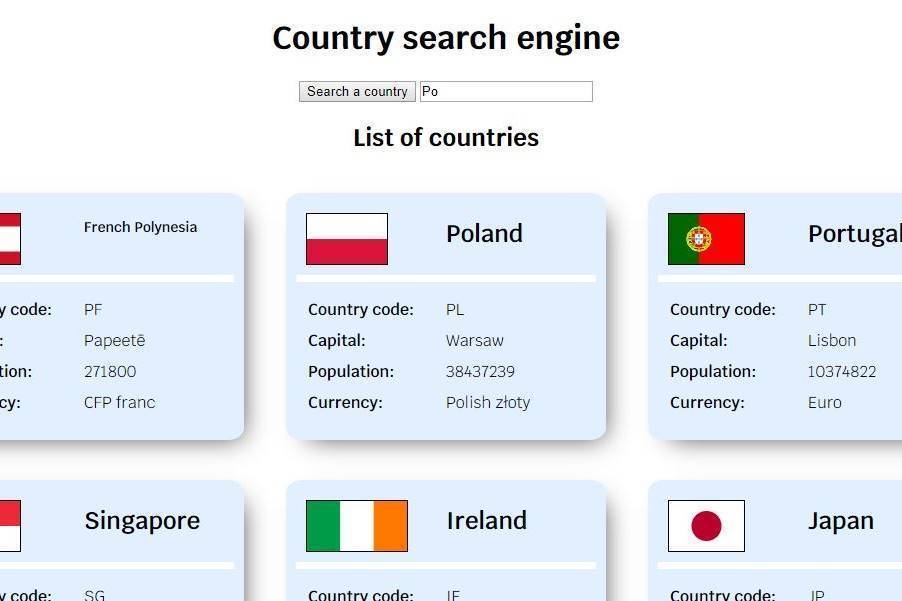 Country search engine
Search a country Po
List of countries
French Polynesia
y code: PF
: Papeetē
tion: 271800
cy: CFP franc
Poland
Country code: PL
Capital: Warsaw
Population: 38437239
Currency: Polish złoty
Portugal
Country code: PT
Capital: Lisbon
Population: 10374822
Currency: Euro
Singapore
y code: SG
Ireland
Country code: IE
Japan
Country code: JP